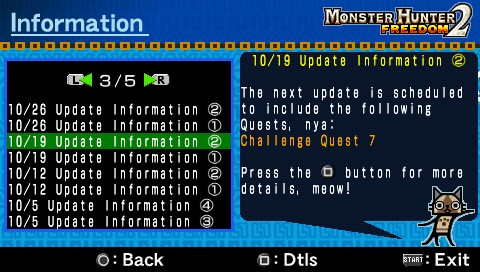 Information
MONSTER HUNTER
FREEDOM 2
L 3/5 R
10/26 Update Information ②
10/26 Update Information ①
10/19 Update Information ②
10/19 Update Information ①
10/12 Update Information ②
10/12 Update Information ①
10/5 Update Information ④
10/5 Update Information ③
10/19 Update Information ②
The next update is scheduled
to include the following
Quests, nya:
Challenge Quest 7
Press the □ button for more
details, meow!
○: Back
□: Dtls
START: Exit